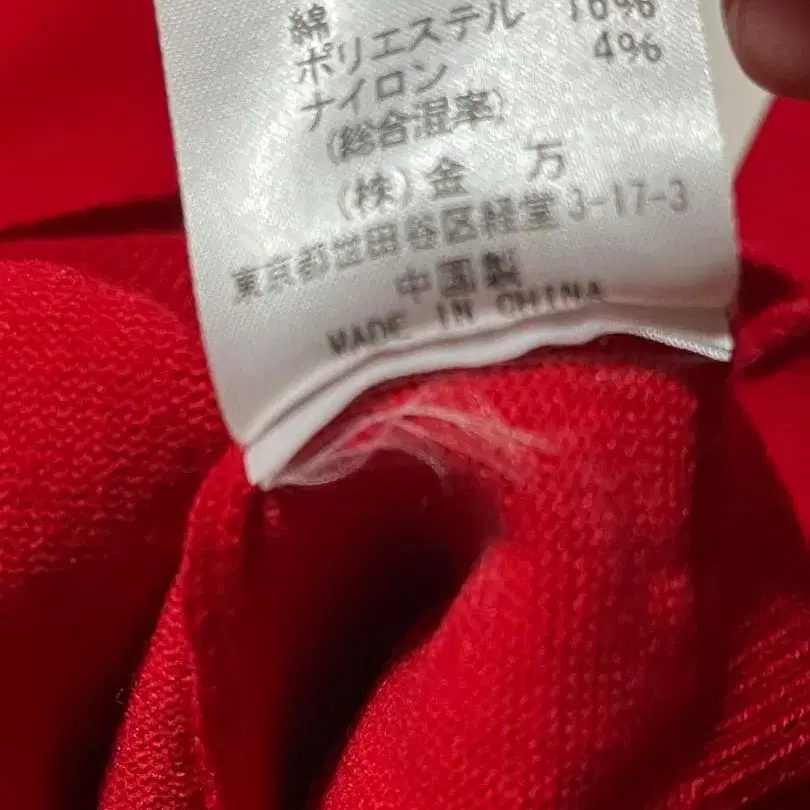 綿
ポリエステル 16%
ナイロン 4%
(総合混率)
(株)金 万
東京都世田谷区経堂3-17-3
中国製
MADE IN CHINA